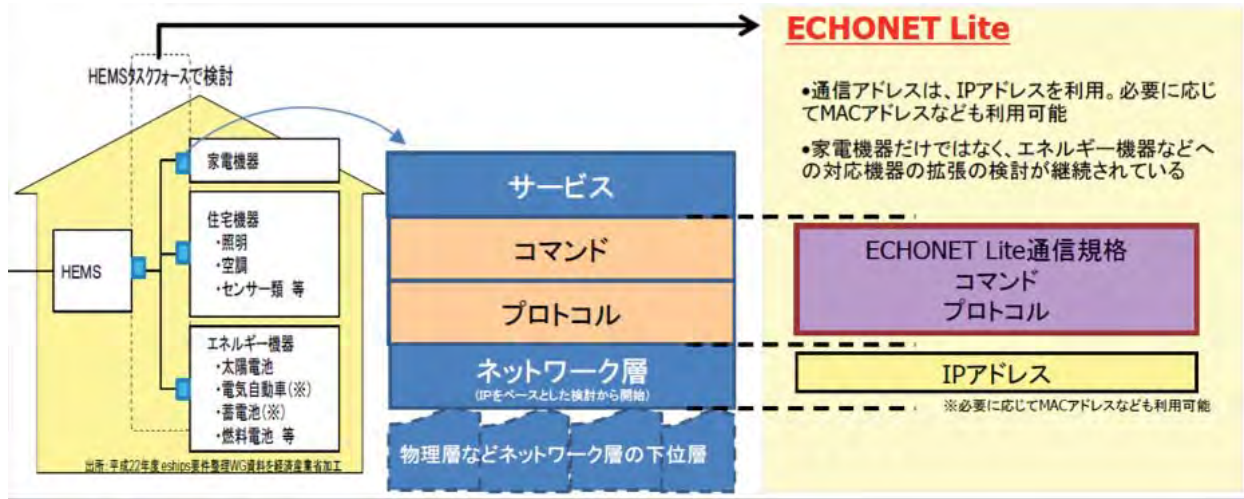 HEMSタスクフォースで検討
HEMS
家電機器
住宅機器
・照明
・空調
・センサー類 等
エネルギー機器
・太陽電池
・電気自動車(※)
・蓄電池(※)
・燃料電池 等
出所:平成22年度 eships要件整理WG資料を経済産業省加工
サービス
コマンド
プロトコル
ネットワーク層
(IPをベースとした検討から開始)
物理層などネットワーク層の下位層
ECHONET Lite
•通信アドレスは、IPアドレスを利用。必要に応じ
てMACアドレスなども利用可能
•家電機器だけではなく、エネルギー機器などへ
の対応機器の拡張の検討が継続されている
ECHONET Lite通信規格
コマンド
プロトコル
IPアドレス
※必要に応じてMACアドレスなども利用可能